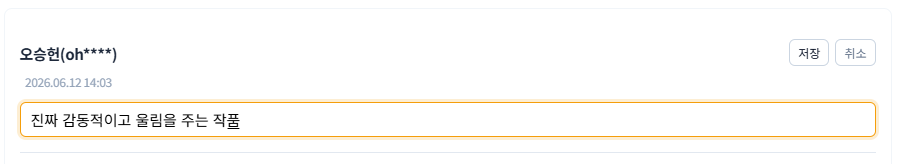 오승헌(oh****)
저장
취소
2026.06.12 14:03
진짜 감동적이고 울림을 주는 작풀